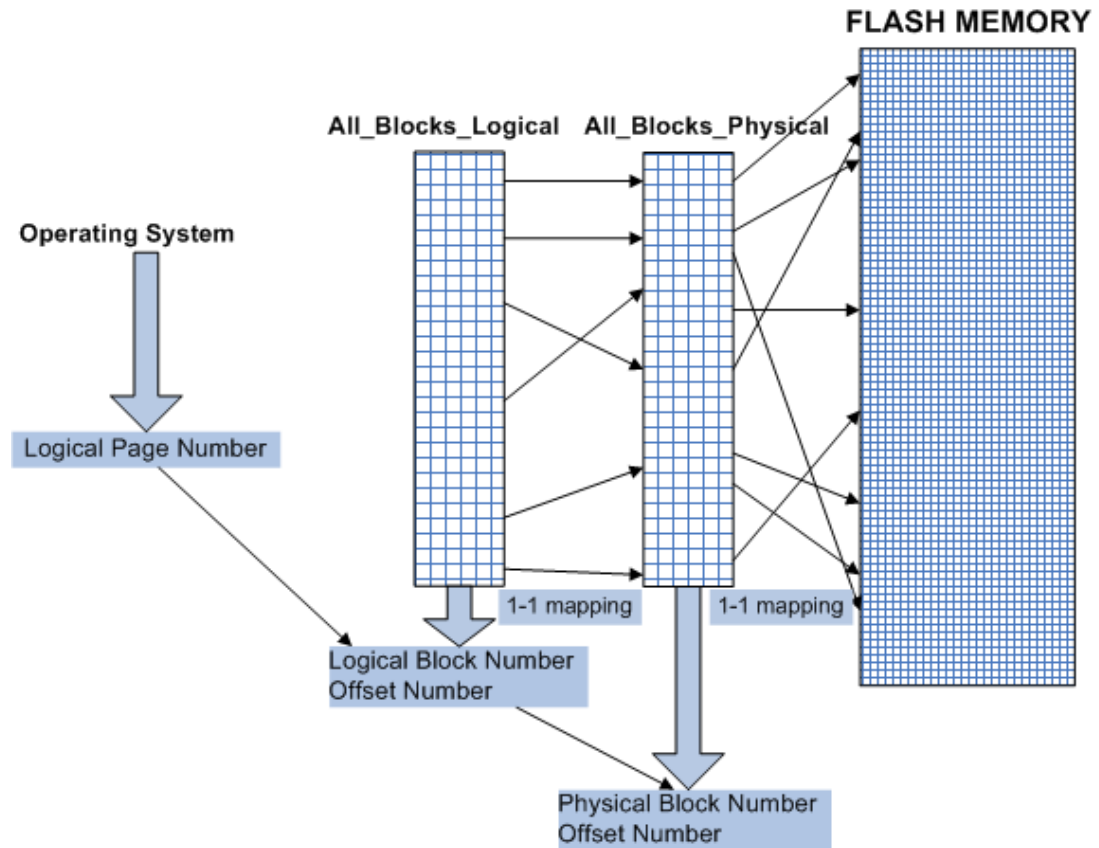 FLASH MEMORY
All_Blocks_Logical
All_Blocks_Physical
Operating System
Logical Page Number
1-1 mapping
1-1 mapping
Logical Block Number
Offset Number
Physical Block Number
Offset Number